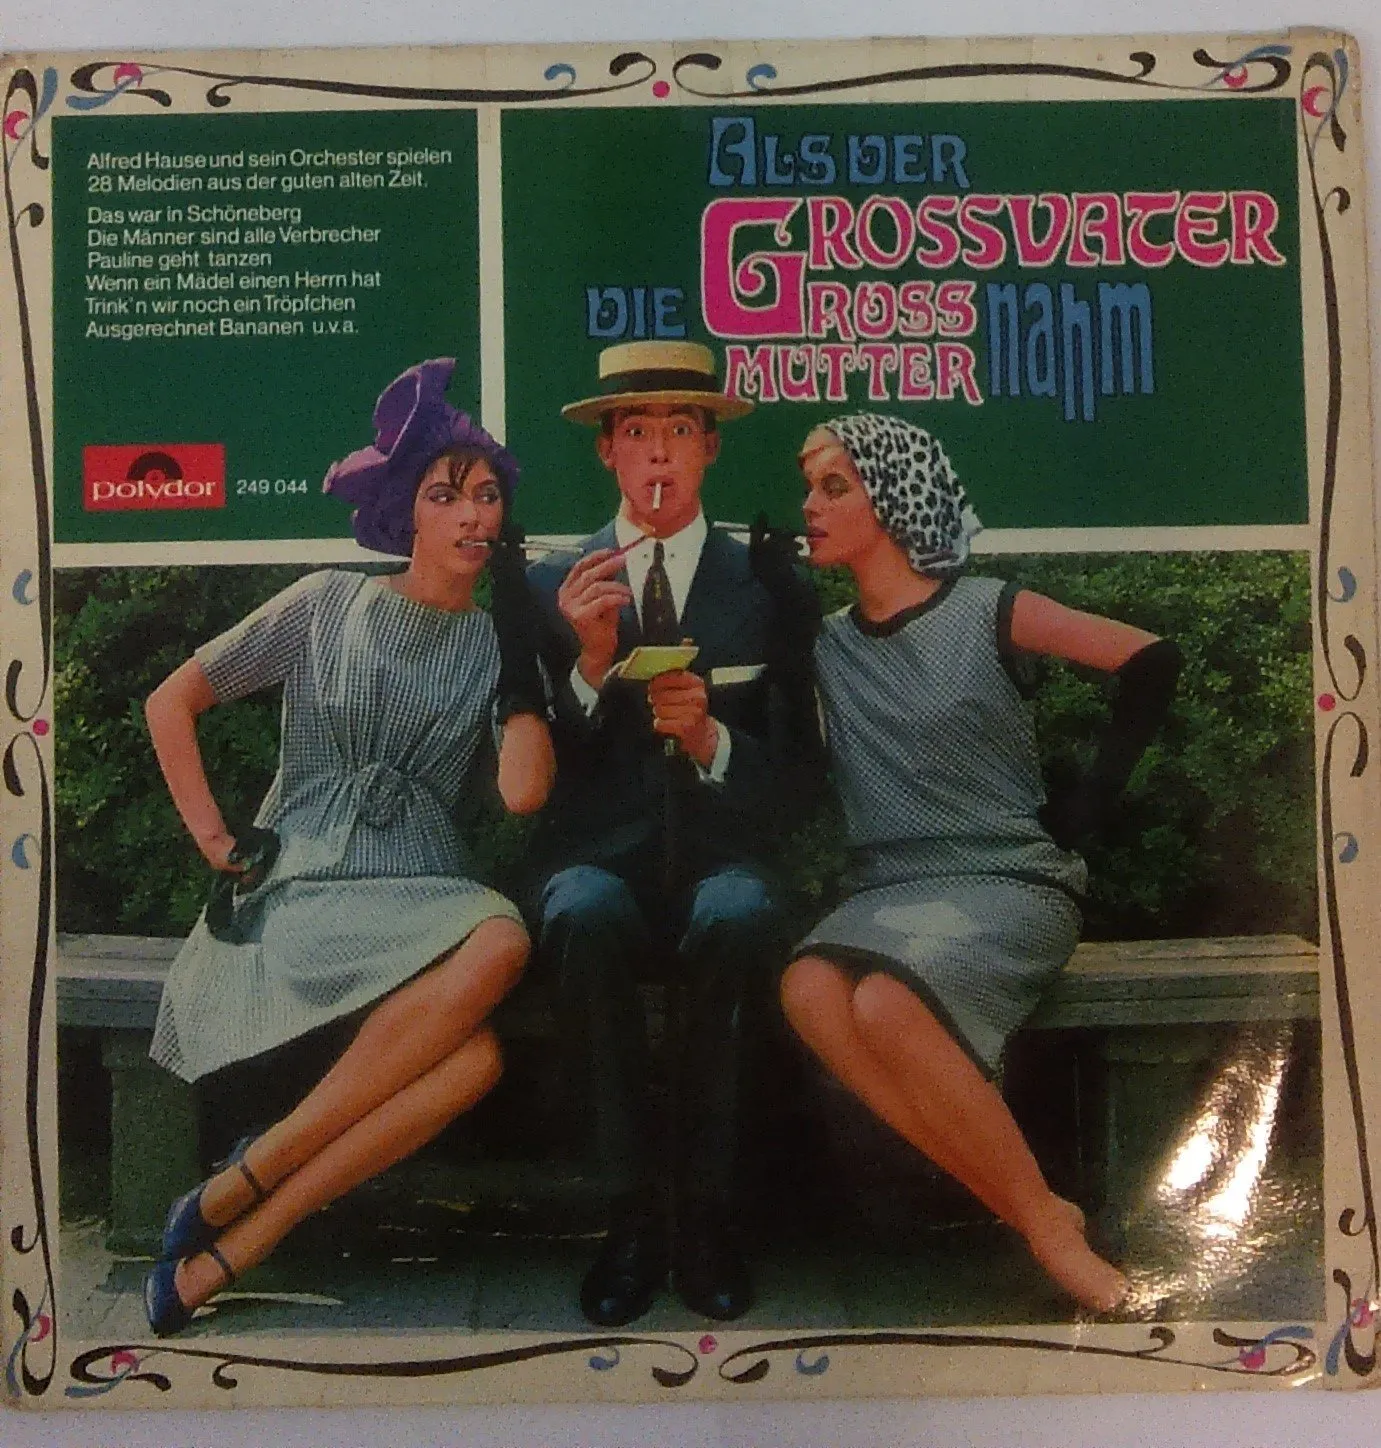 Alfred Hause und sein Orchester spielen
28 Melodien aus der guten alten Zeit.
Das war in Schöneberg
Die Männer sind alle Verbrecher
Pauline geht tanzen
Wenn ein Mädel einen Herrn hat
Trink'n wir noch ein Tröpfchen
Ausgerechnet Bananen u.v.a.
polydor 249 044
ALS DER
GROSSVATER
DIE GROSS
MUTTER nahm